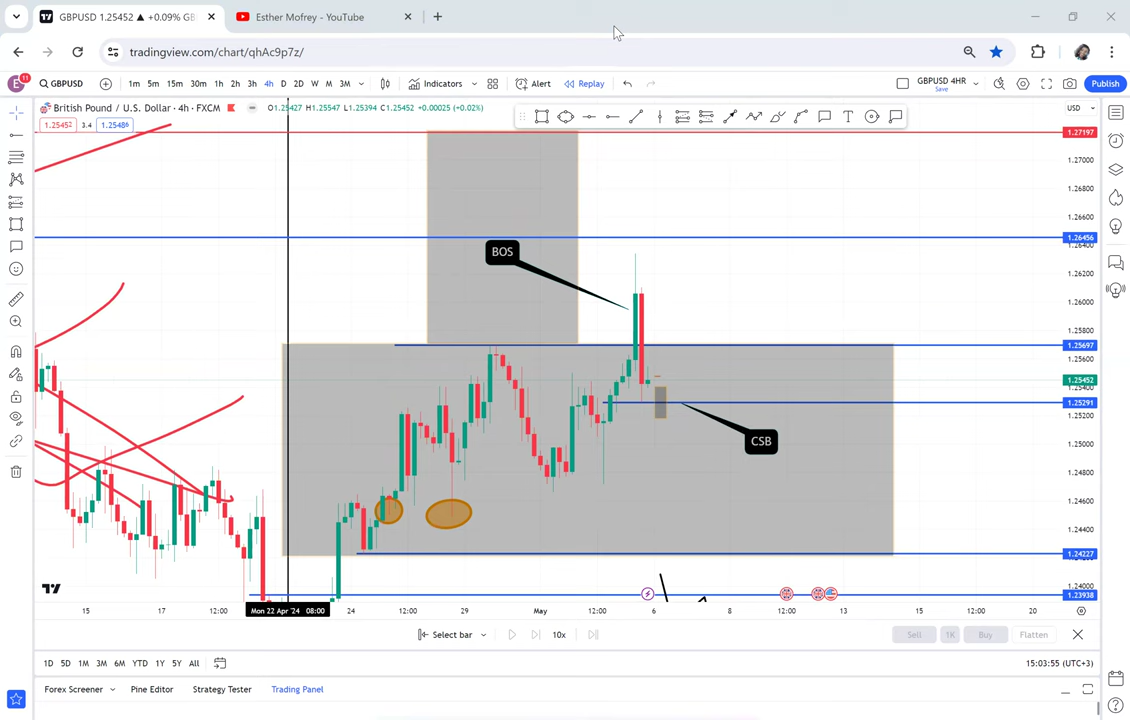 GBPUSD 1.25452 ▲ +0.09% GB
Esther Mofrey - YouTube
tradingview.com/chart/qhAc9p7z/
E 11 GBPUSD 1m 5m 15m 30m 1h 2h 3h 4h D 2D W M 3M Indicators Alert Replay GBPUSD 4HR Save Publish
British Pound / U.S. Dollar · 4h · FXCM O1.25427 H1.25547 L1.25394 C1.25452 +0.00025 (+0.02%) USD
1.25452 3.4 1.25486
1.27197
1.27000
1.26800
1.26600
1.26456
BOS
1.26200
1.26000
1.25800
1.25697
1.25600
1.25452
1.25400
1.25291
1.25200
CSB
1.25000
1.24800
1.24600
1.24400
1.24227
1.24000
1.23938
15 17 12:00 Mon 22 Apr '24 08:00 24 12:00 29 May 12:00 6 8 12:00 13 15 12:00 20
Select bar 10x Sell 1K Buy Flatten
1D 5D 1M 3M 6M YTD 1Y 5Y All 15:03:55 (UTC+3)
Forex Screener Pine Editor Strategy Tester Trading Panel